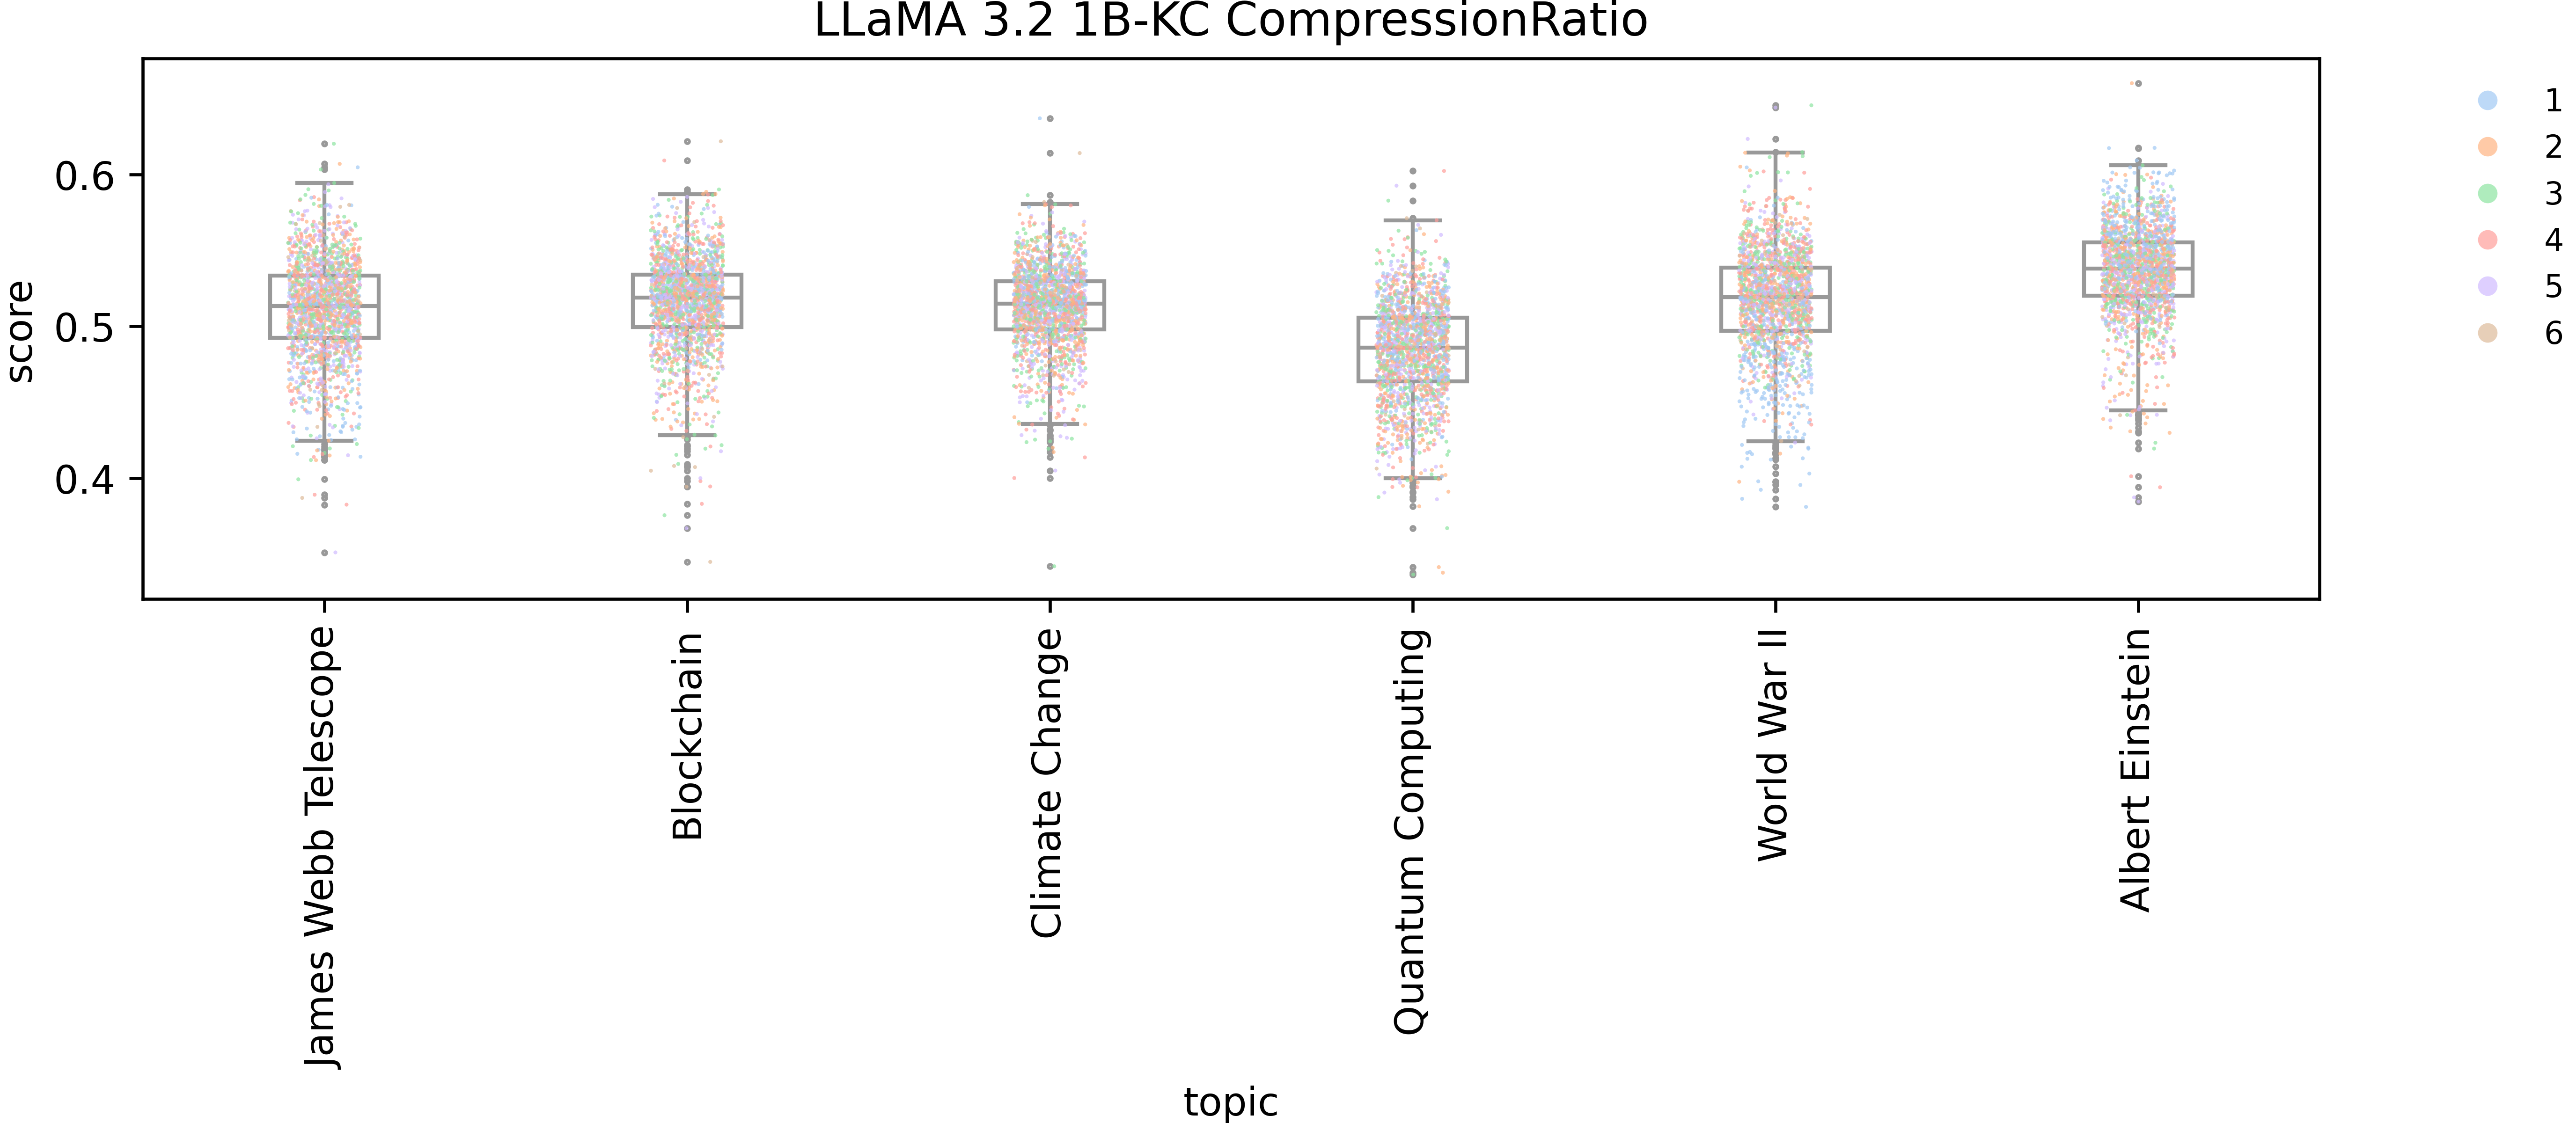 LLaMA 3.2 1B-KC CompressionRatio
score
0.6
0.5
0.4
James Webb Telescope
Blockchain
Climate Change
Quantum Computing
World War II
Albert Einstein
topic
1
2
3
4
5
6